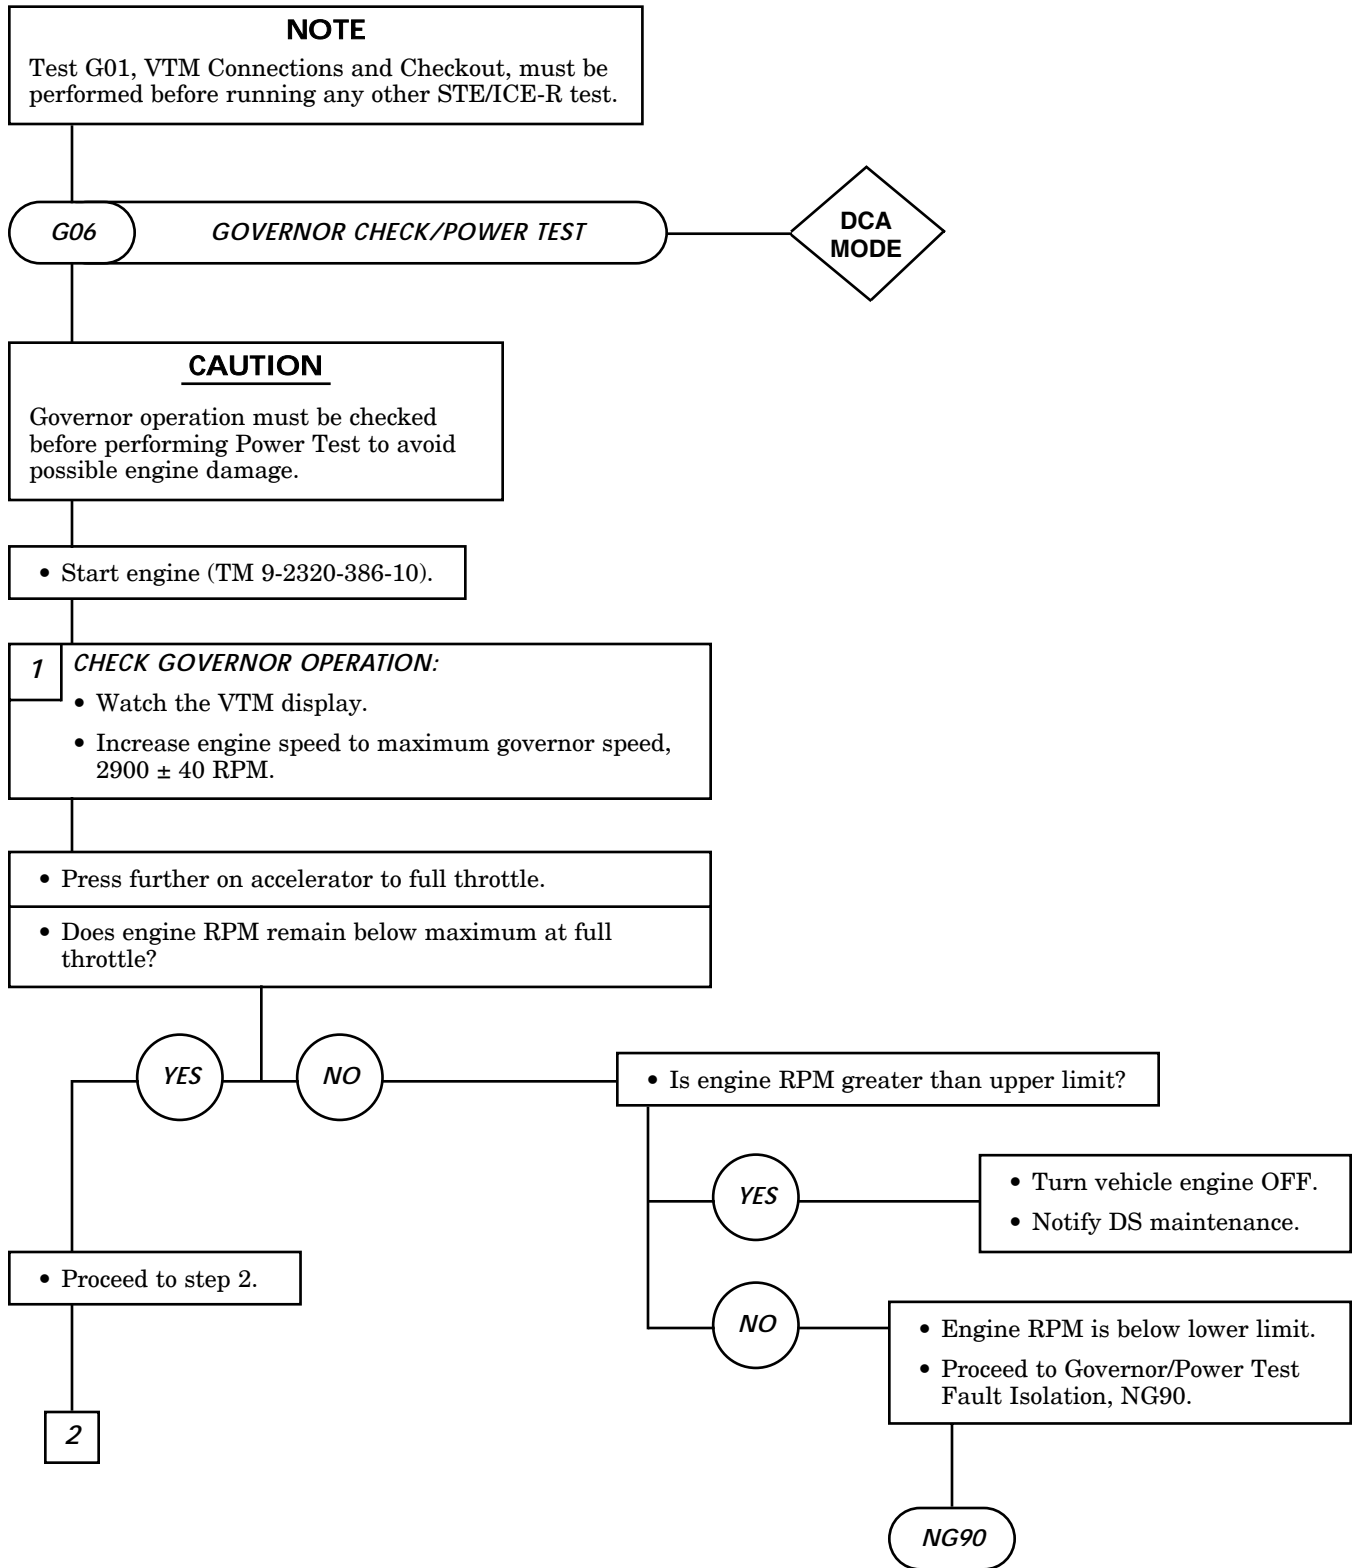 NOTE
Test G01, VTM Connections and Checkout, must be
performed before running any other STE/ICE-R test.
G06
GOVERNOR CHECK/POWER TEST
DCA
MODE
CAUTION
Governor operation must be checked
before performing Power Test to avoid
possible engine damage.
• Start engine (TM 9-2320-386-10).
1
CHECK GOVERNOR OPERATION:
• Watch the VTM display.
• Increase engine speed to maximum governor speed,
2900 ± 40 RPM.
• Press further on accelerator to full throttle.
• Does engine RPM remain below maximum at full
throttle?
YES
NO
• Is engine RPM greater than upper limit?
YES
• Turn vehicle engine OFF.
• Notify DS maintenance.
• Proceed to step 2.
NO
• Engine RPM is below lower limit.
• Proceed to Governor/Power Test
Fault Isolation, NG90.
2
NG90